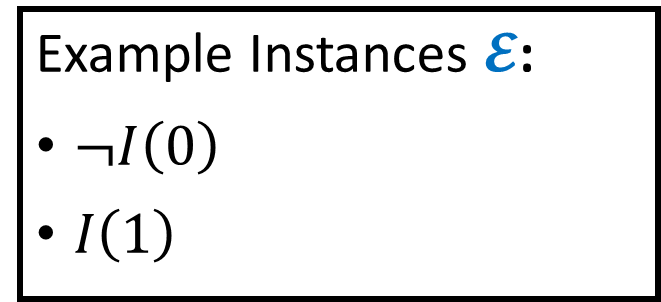 Example Instances ℰ:
• ¬I(0)
• I(1)